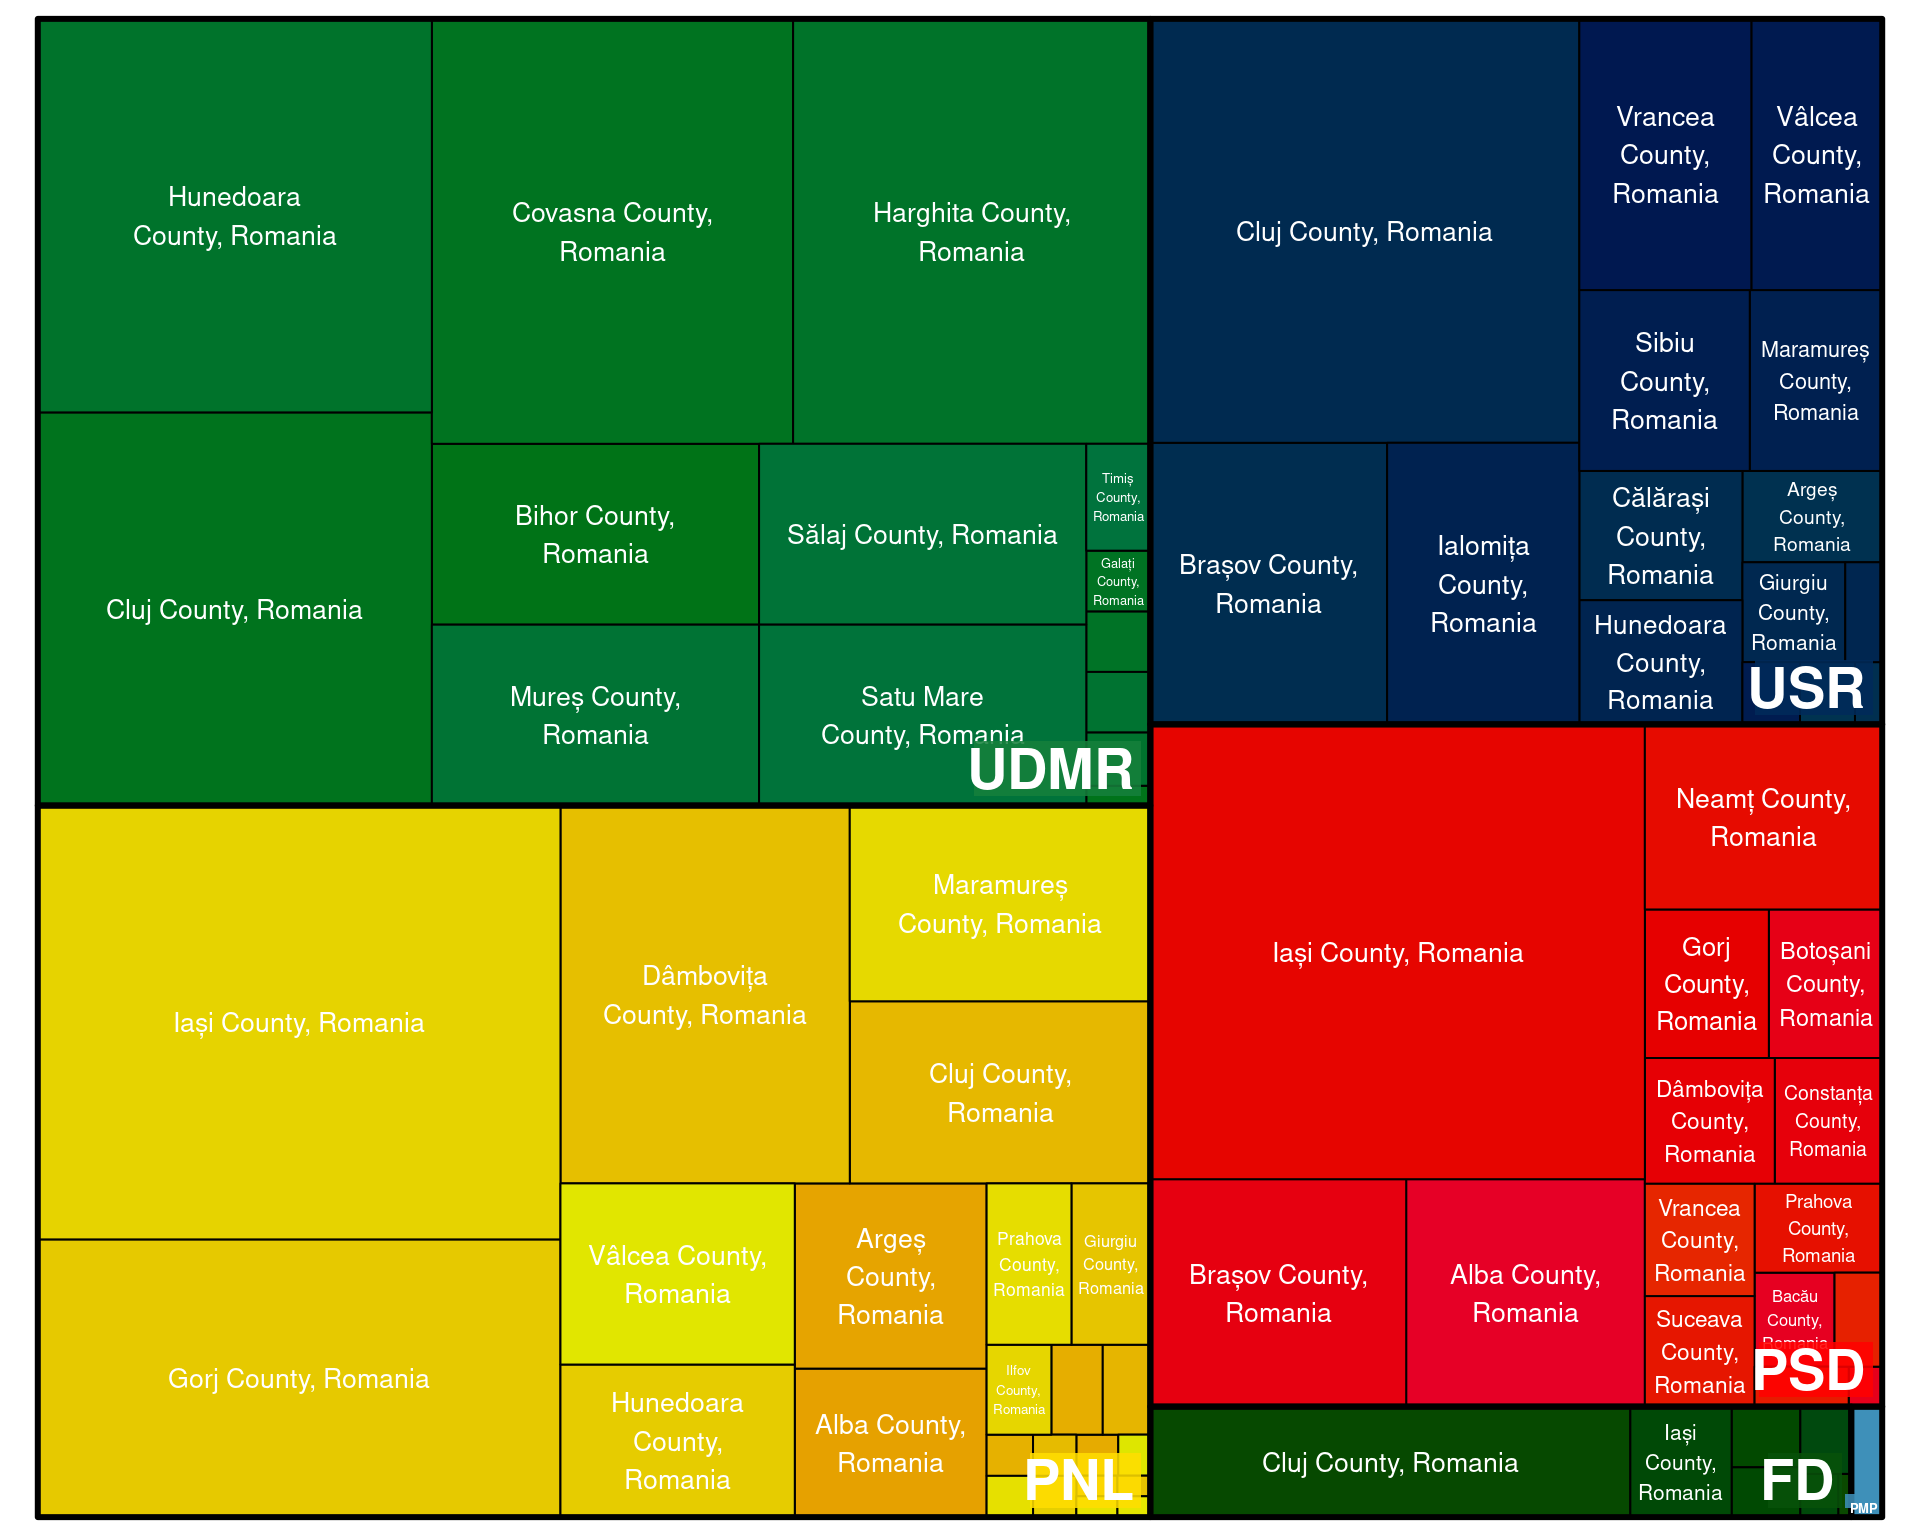 Hunedoara
County, Romania
Covasna County,
Romania
Harghita County,
Romania
Cluj County, Romania
Bihor County,
Romania
Sălaj County, Romania
Timiș
County,
Romania
Galați
County,
Romania
Mureș County,
Romania
Satu Mare
County, Romania
UDMR
Cluj County, Romania
Vrancea
County,
Romania
Vâlcea
County,
Romania
Sibiu
County,
Romania
Maramureș
County,
Romania
Brașov County,
Romania
Ialomița
County,
Romania
Călărași
County,
Romania
Argeș
County,
Romania
Hunedoara
County,
Romania
Giurgiu
County,
Romania
USR
Iași County, Romania
Gorj County, Romania
Dâmbovița
County, Romania
Maramureș
County, Romania
Cluj County,
Romania
Vâlcea County,
Romania
Hunedoara
County,
Romania
Argeș
County,
Romania
Alba County,
Romania
Prahova
County,
Romania
Giurgiu
County,
Romania
Ilfov
County,
Romania
PNL
Iași County, Romania
Neamț County,
Romania
Gorj
County,
Romania
Botoșani
County,
Romania
Dâmbovița
County,
Romania
Constanța
County,
Romania
Brașov County,
Romania
Alba County,
Romania
Vrancea
County,
Romania
Prahova
County,
Romania
Suceava
County,
Romania
Bacău
County,
Romania
PSD
Cluj County, Romania
Iași
County,
Romania
FD
PMP